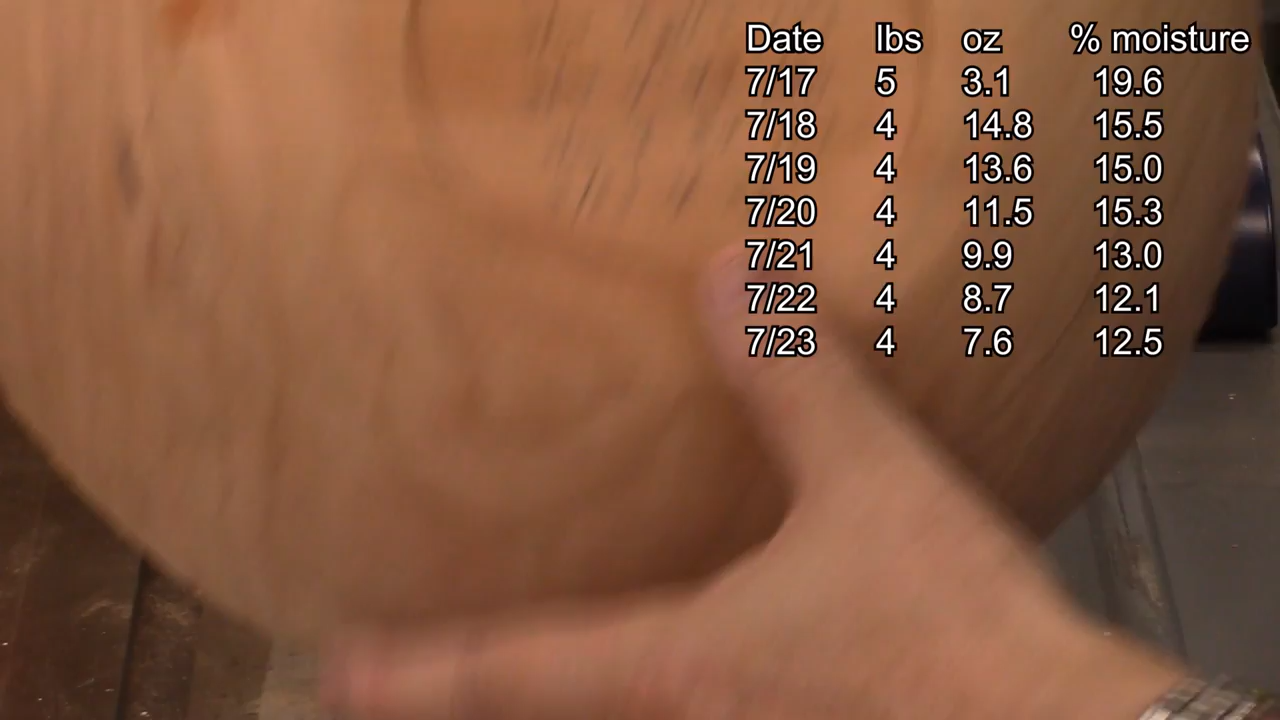 Date lbs oz % moisture
7/17 5 3.1 19.6
7/18 4 14.8 15.5
7/19 4 13.6 15.0
7/20 4 11.5 15.3
7/21 4 9.9 13.0
7/22 4 8.7 12.1
7/23 4 7.6 12.5